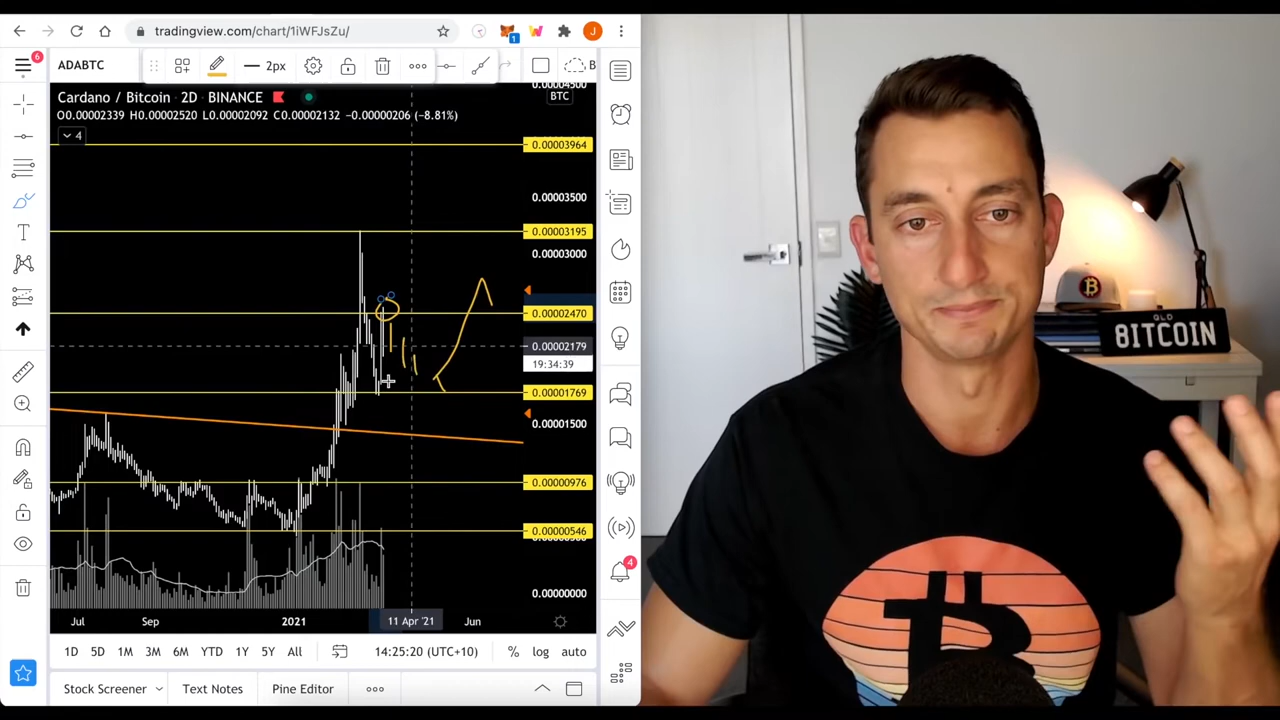 tradingview.com/chart/1iWFJsZu/
1
J
6
ADABTC
2px
B
Cardano / Bitcoin · 2D · BINANCE
O0.00002339 H0.00002520 L0.00002092 C0.00002132 −0.00000206 (−8.81%)
4
BTC
0.00003964
0.00003500
0.00003195
0.00003000
0.00002470
0.00002179
19:34:39
0.00001769
0.00001500
0.00000976
0.00000546
0.00000000
Jul
Sep
2021
11 Apr '21
Jun
1D 5D 1M 3M 6M YTD 1Y 5Y All
14:25:20 (UTC+10)
% log auto
Stock Screener
Text Notes
Pine Editor
4
QLD
BITCOIN
B